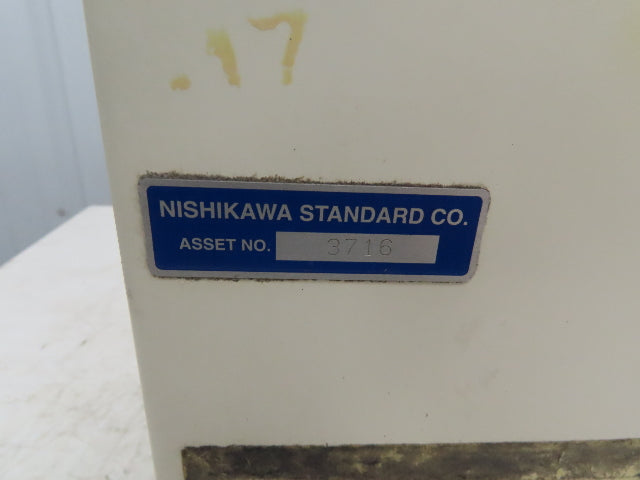 .17
NISHIKAWA STANDARD CO.
ASSET NO. 3716